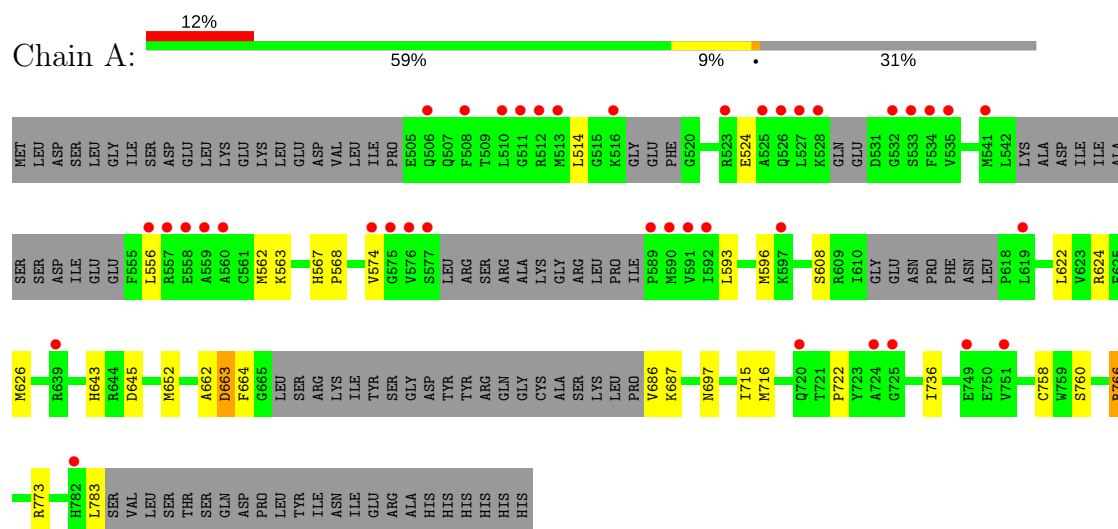 12%
Chain A:
59% 9% • 31%
MET LEU ASP SER LEU GLY ILE SER ASP GLU LEU LYS GLU LYS LEU GLU ASP VAL LEU ILE PRO E505 Q506 Q507 F508 T509 L510 G511 R512 M513 L514 G515 K516 GLY GLU PHE G520 R523 E524 A525 Q526 L527 K528 GLN GLU D531 G532 S533 F534 V535 M541 L542 LYS ALA ASP ILE ILE ALA
SER SER ASP ILE GLU GLU F555 L556 R557 E558 A559 A560 C561 M562 K563 H567 P568 V574 G575 V576 S577 LEU ARG SER ARG ALA LYS GLY ARG LEU PRO ILE P589 M590 V591 I592 L593 M596 K597 S608 R609 I610 GLY GLU ASN PRO PHE ASN LEU P618 L619 L622 V623 R624
M626 R639 H643 R644 D645 M652 A662 D663 F664 G665 LEU SER ARG LYS ILE TYR SER GLY ASP TYR TYR ARG GLN GLY CYS ALA SER LYS LEU PRO V686 K687 N697 I715 M716 Q720 T721 P722 Y723 A724 G725 I736 E749 E750 V751 C758 W759 S760
R773 H782 L783 SER VAL LEU SER THR SER GLN ASP PRO LEU TYR ILE ASN ILE GLU ARG ALA HIS HIS HIS HIS HIS HIS